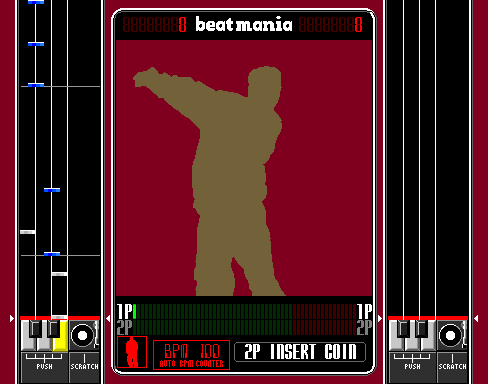 0 beatmania 0
1P 1P
2P 2P
BPM 100
AUTO BPM COUNTER
2P INSERT COIN
PUSH SCRATCH PUSH SCRATCH